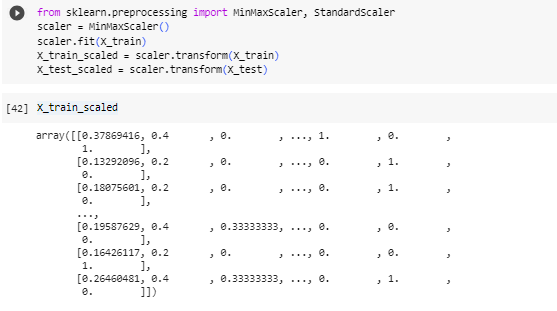 from sklearn.preprocessing import MinMaxScaler, StandardScaler
scaler = MinMaxScaler()
scaler.fit(X_train)
X_train_scaled = scaler.transform(X_train)
X_test_scaled = scaler.transform(X_test)
[42] X_train_scaled
array([[0.37869416, 0.4       , 0.        , ..., 1.        , 0.        ,
        1.        ],
       [0.13292096, 0.2       , 0.        , ..., 0.        , 1.        ,
        0.        ],
       [0.18075601, 0.2       , 0.        , ..., 0.        , 1.        ,
        0.        ],
       ...,
       [0.19587629, 0.4       , 0.33333333, ..., 0.        , 0.        ,
        0.        ],
       [0.16426117, 0.2       , 0.        , ..., 0.        , 0.        ,
        1.        ],
       [0.26460481, 0.4       , 0.33333333, ..., 0.        , 1.        ,
        0.        ]])